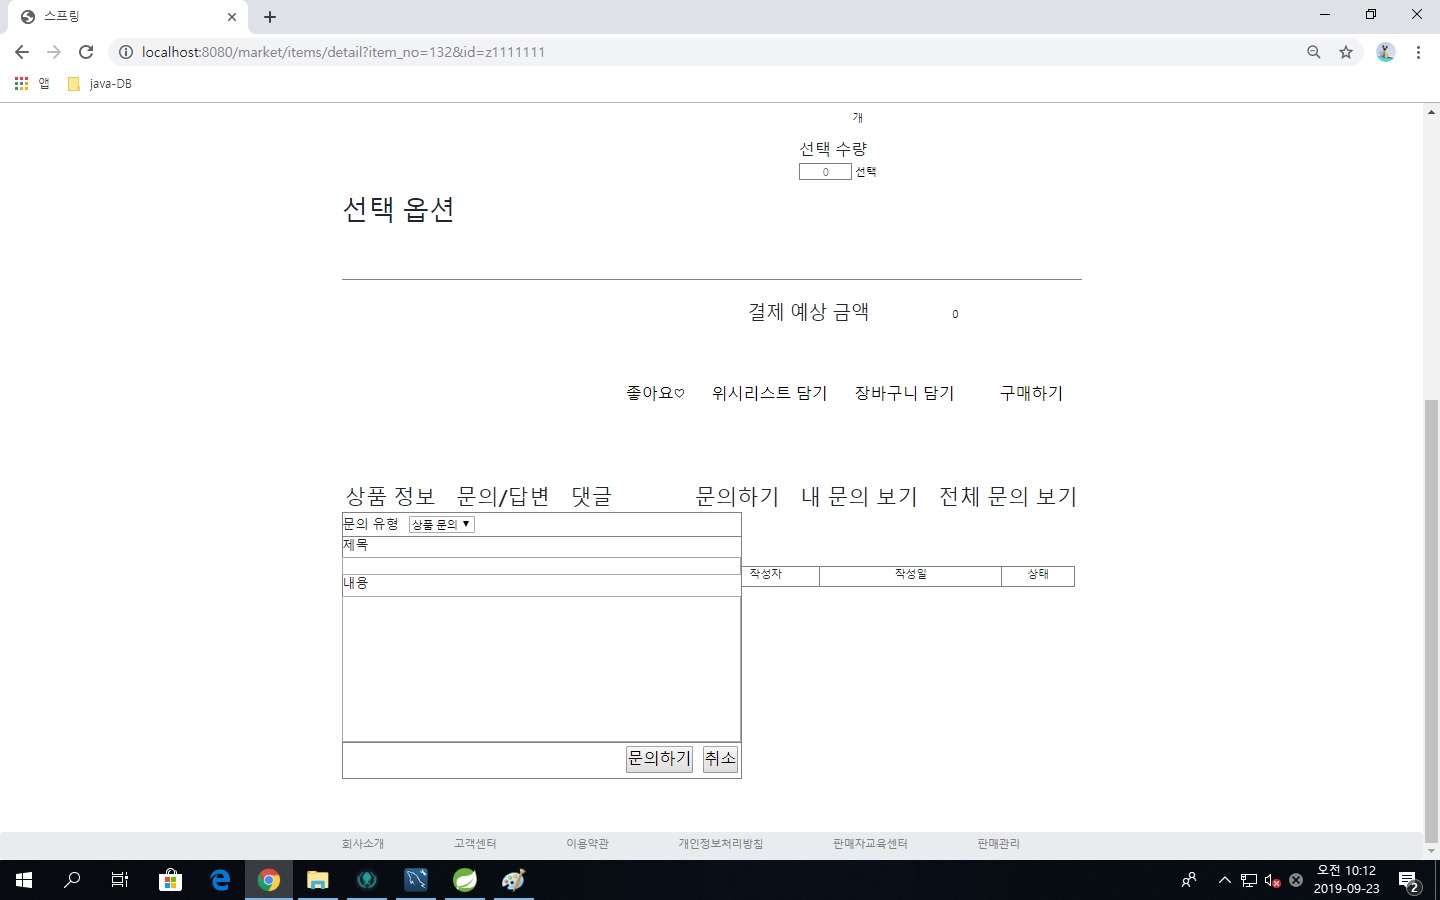 스프링
localhost:8080/market/items/detail?item_no=132&id=z1111111
앱 java-DB
개
선택 수량
0 선택
선택 옵션
결제 예상 금액 0
좋아요♡ 위시리스트 담기 장바구니 담기 구매하기
상품 정보 문의/답변 댓글 문의하기 내 문의 보기 전체 문의 보기
문의 유형 상품 문의
제목
작성자 작성일 상태
내용
문의하기 취소
회사소개 고객센터 이용약관 개인정보처리방침 판매자교육센터 판매관리
오전 10:12
2019-09-23
2